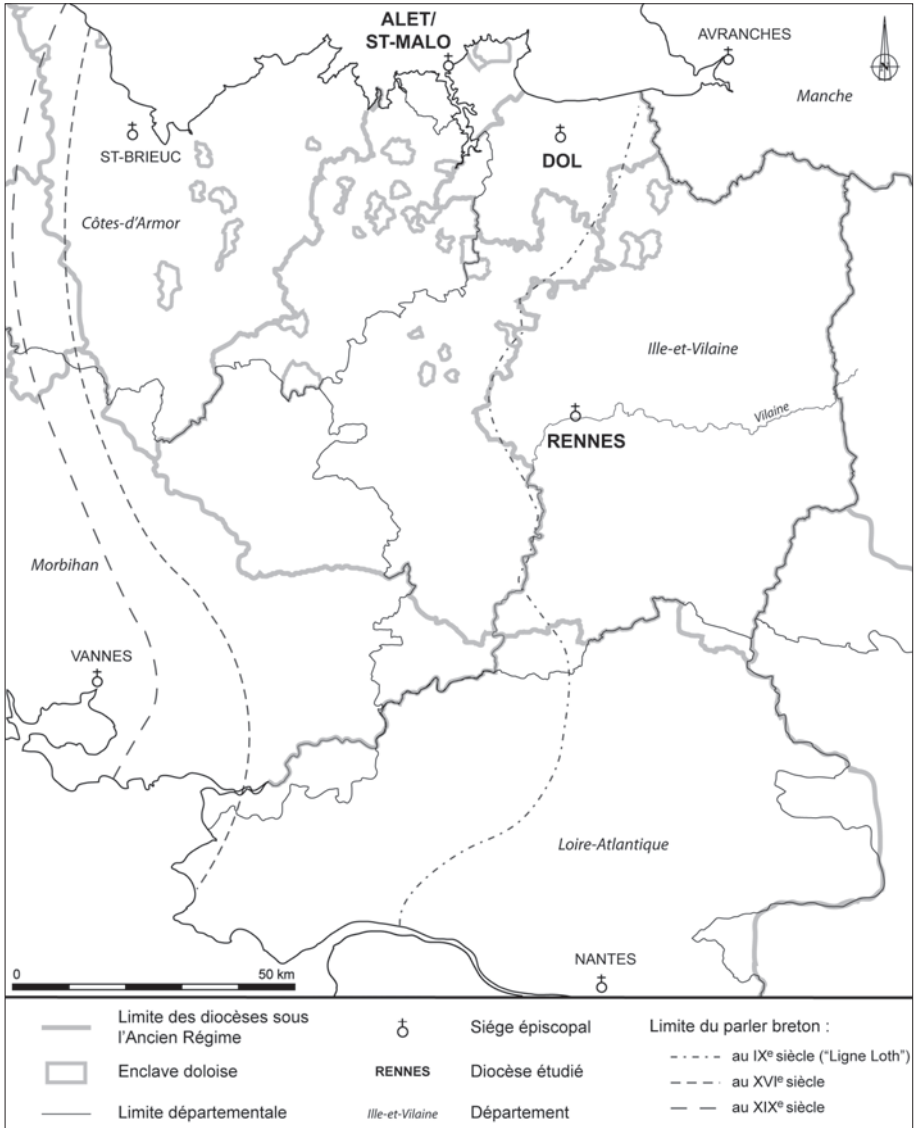 ALET/
ST-MALO
AVRANCHES
N
Manche
ST-BRIEUC
DOL
Côtes-d’Armor
Ille-et-Vilaine
Vilaine
RENNES
Morbihan
VANNES
Loire-Atlantique
NANTES
0
50 km
Limite des diocèses sous
l’Ancien Régime
Enclave doloise
Limite départementale
Siége épiscopal
RENNES
Diocèse étudié
Ille-et-Vilaine
Département
Limite du parler breton :
au IXe siècle (“Ligne Loth”)
au XVIe siècle
au XIXe siècle